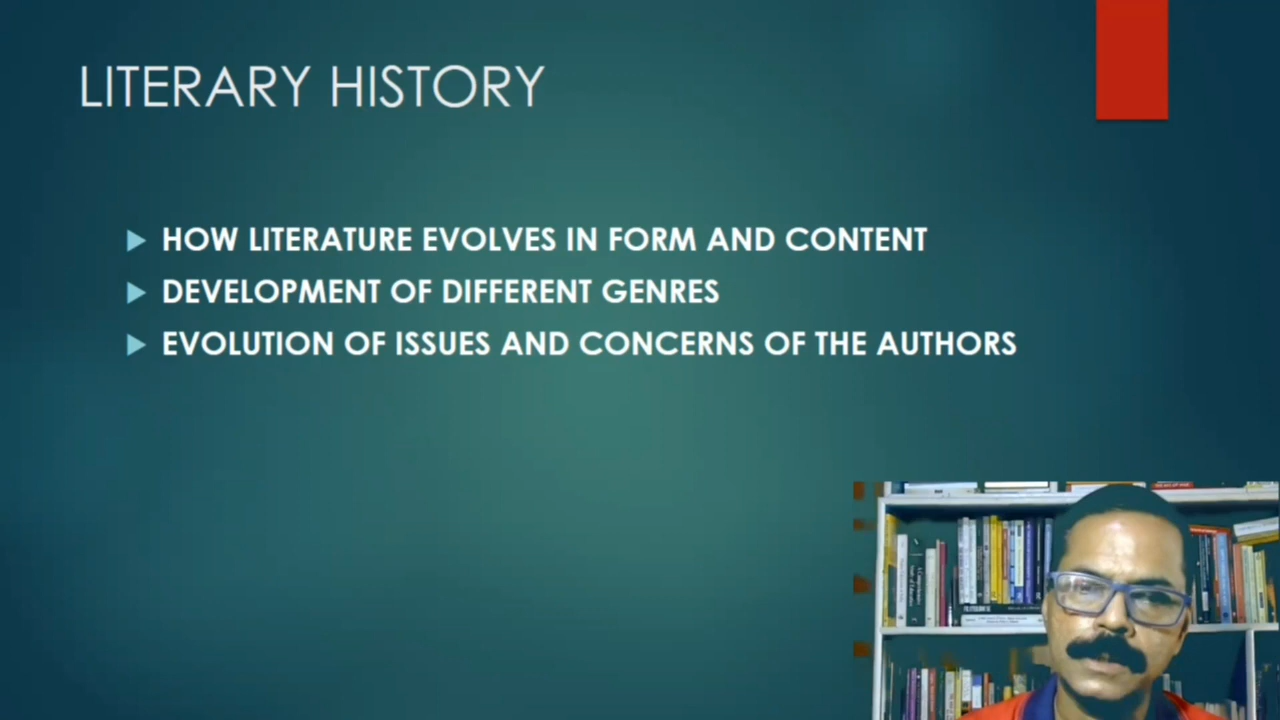 LITERARY HISTORY
HOW LITERATURE EVOLVES IN FORM AND CONTENT
DEVELOPMENT OF DIFFERENT GENRES
EVOLUTION OF ISSUES AND CONCERNS OF THE AUTHORS